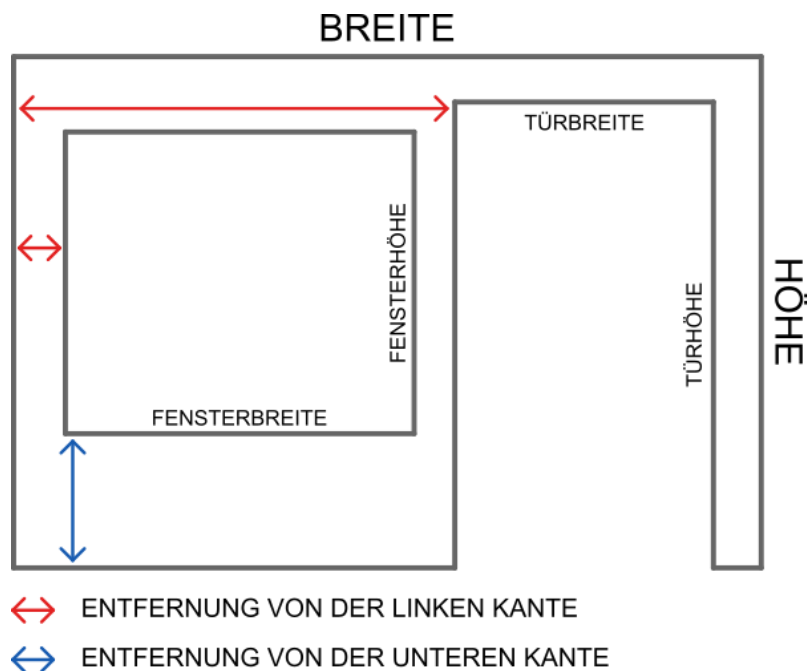 BREITE
TÜRBREITE
FENSTERHÖHE
TÜRHÖHE
HÖHE
FENSTERBREITE
ENTFERNUNG VON DER LINKEN KANTE
ENTFERNUNG VON DER UNTEREN KANTE